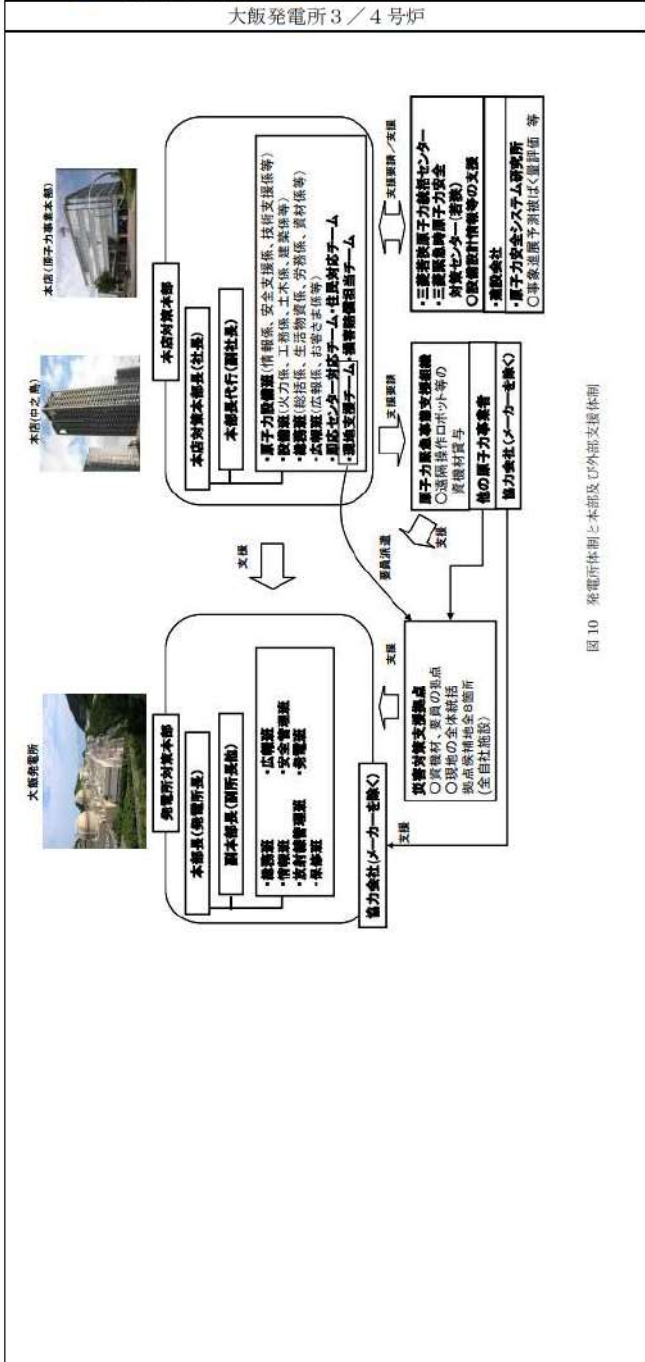 大飯発電所3/4号炉
大飯発電所
本店(中之島)
本店(原子力事業本部)
発電所対策本部
本部長(発電所長)
副本部長(副所長他)
・総務班
・情報班
・放射線管理班
・保修班
・広報班
・安全管理班
・発電班
協力会社(メーカーを除く)
支援
本店対策本部
本店対策本部長(社長)
本部長代行(副社長)
・原子力設備班(情報係、安全支援係、技術支援係等)
・設備班(火力係、工務係、土木係、建築係等)
・総務班(総括係、生活物資係、労務係、資材係等)
・広報班(広報係、お客さま係等)
・即応センター対応チーム・住民対応チーム
・現地支援チーム・損害賠償担当チーム
支援
要員派遣
支援要請
支援要請/支援
災害対策支援拠点
○資機材、要員の拠点
○現地の全体統括
拠点候補地全8箇所
(全自社施設)
支援
支援
原子力緊急事態支援組織
○遠隔操作ロボット等の
資機材貸与
他の原子力事業者
協力会社(メーカーを除く)
・三菱若狭原子力統括センター
・三菱緊急時原子力安全
対策センター(若狭)
○設備設計情報等の支援
・建設会社
・原子力安全システム研究所
○事象進展予測被ばく量評価 等
図10 発電所体制と本部及び外部支援体制